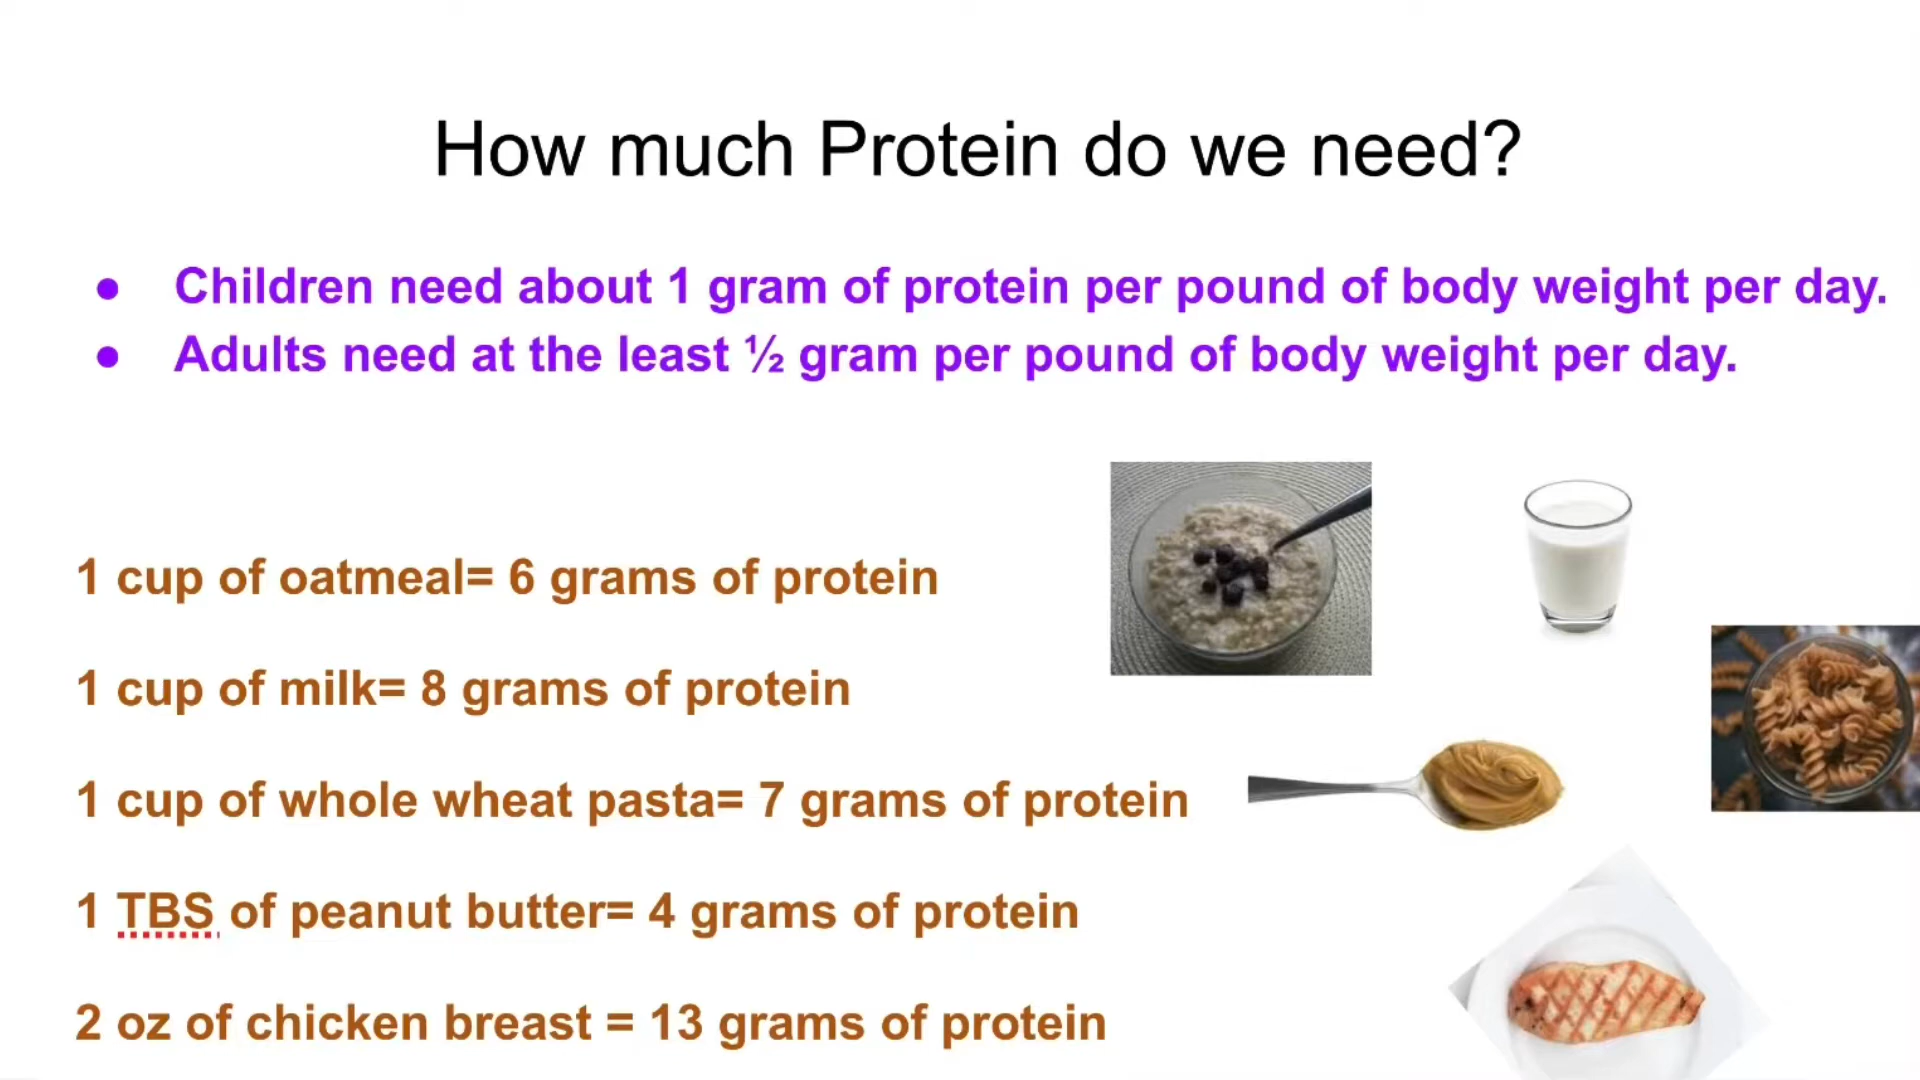 How much Protein do we need?
● Children need about 1 gram of protein per pound of body weight per day.
● Adults need at the least ½ gram per pound of body weight per day.
1 cup of oatmeal= 6 grams of protein
1 cup of milk= 8 grams of protein
1 cup of whole wheat pasta= 7 grams of protein
1 TBS of peanut butter= 4 grams of protein
2 oz of chicken breast = 13 grams of protein